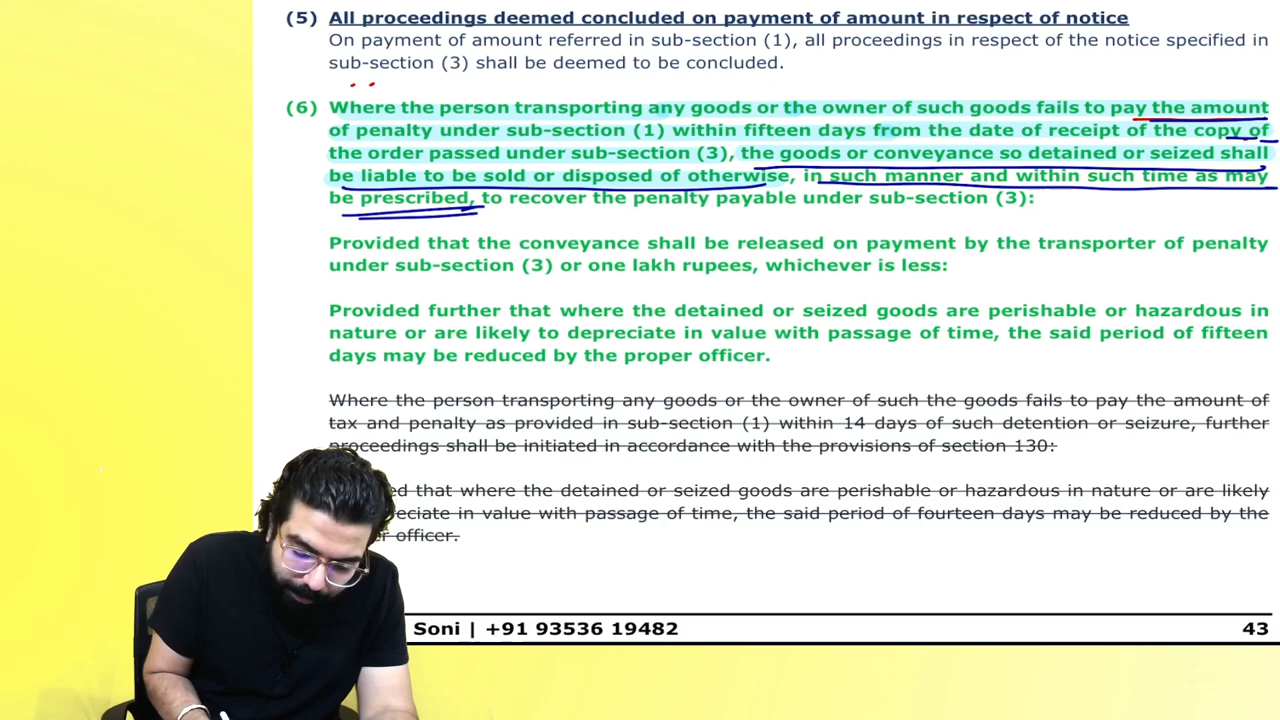 (5) All proceedings deemed concluded on payment of amount in respect of notice
On payment of amount referred in sub-section (1), all proceedings in respect of the notice specified in
sub-section (3) shall be deemed to be concluded.
(6) Where the person transporting any goods or the owner of such goods fails to pay the amount
of penalty under sub-section (1) within fifteen days from the date of receipt of the copy of
the order passed under sub-section (3), the goods or conveyance so detained or seized shall
be liable to be sold or disposed of otherwise, in such manner and within such time as may
be prescribed, to recover the penalty payable under sub-section (3):
Provided that the conveyance shall be released on payment by the transporter of penalty
under sub-section (3) or one lakh rupees, whichever is less:
Provided further that where the detained or seized goods are perishable or hazardous in
nature or are likely to depreciate in value with passage of time, the said period of fifteen
days may be reduced by the proper officer.
Where the person transporting any goods or the owner of such the goods fails to pay the amount of
tax and penalty as provided in sub-section (1) within 14 days of such detention or seizure, further
proceedings shall be initiated in accordance with the provisions of section 130:
that where the detained or seized goods are perishable or hazardous in nature or are likely
in value with passage of time, the said period of fourteen days may be reduced by the
officer.
Soni | +91 93536 19482 43